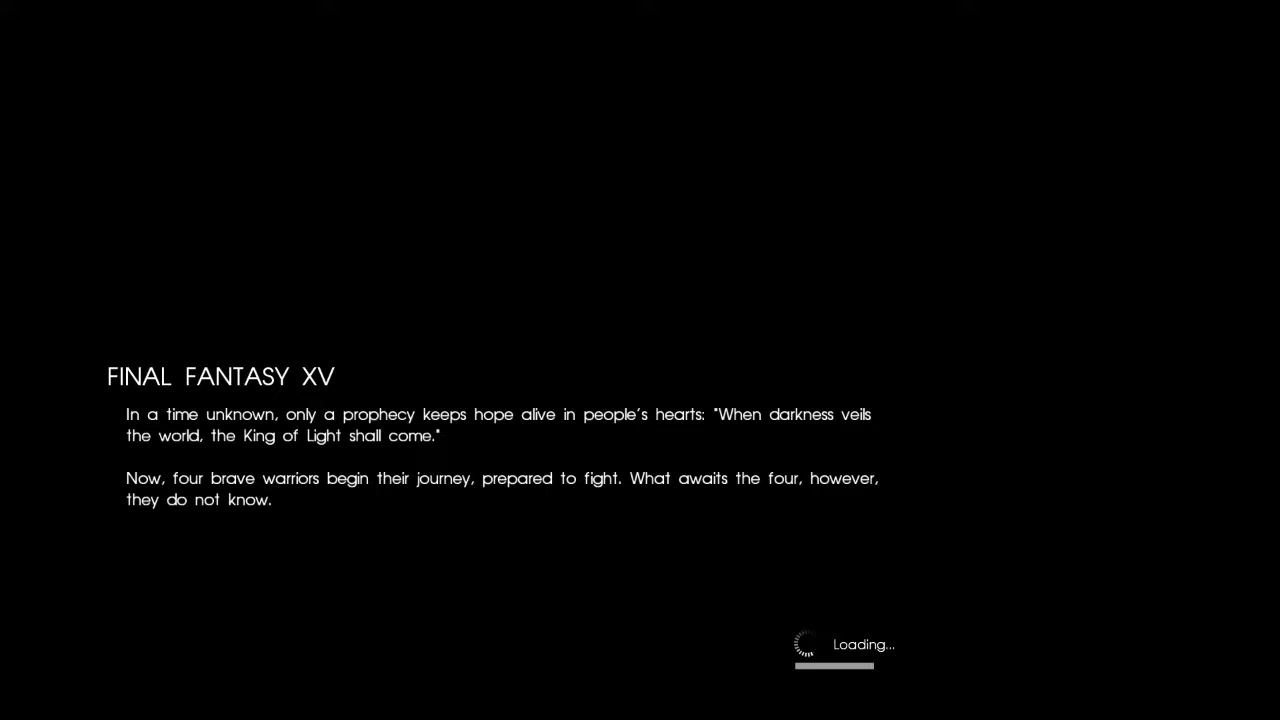 FINAL FANTASY XV
In a time unknown, only a prophecy keeps hope alive in people's hearts: "When darkness veils
the world, the King of Light shall come."
Now, four brave warriors begin their journey, prepared to fight. What awaits the four, however,
they do not know.
Loading...